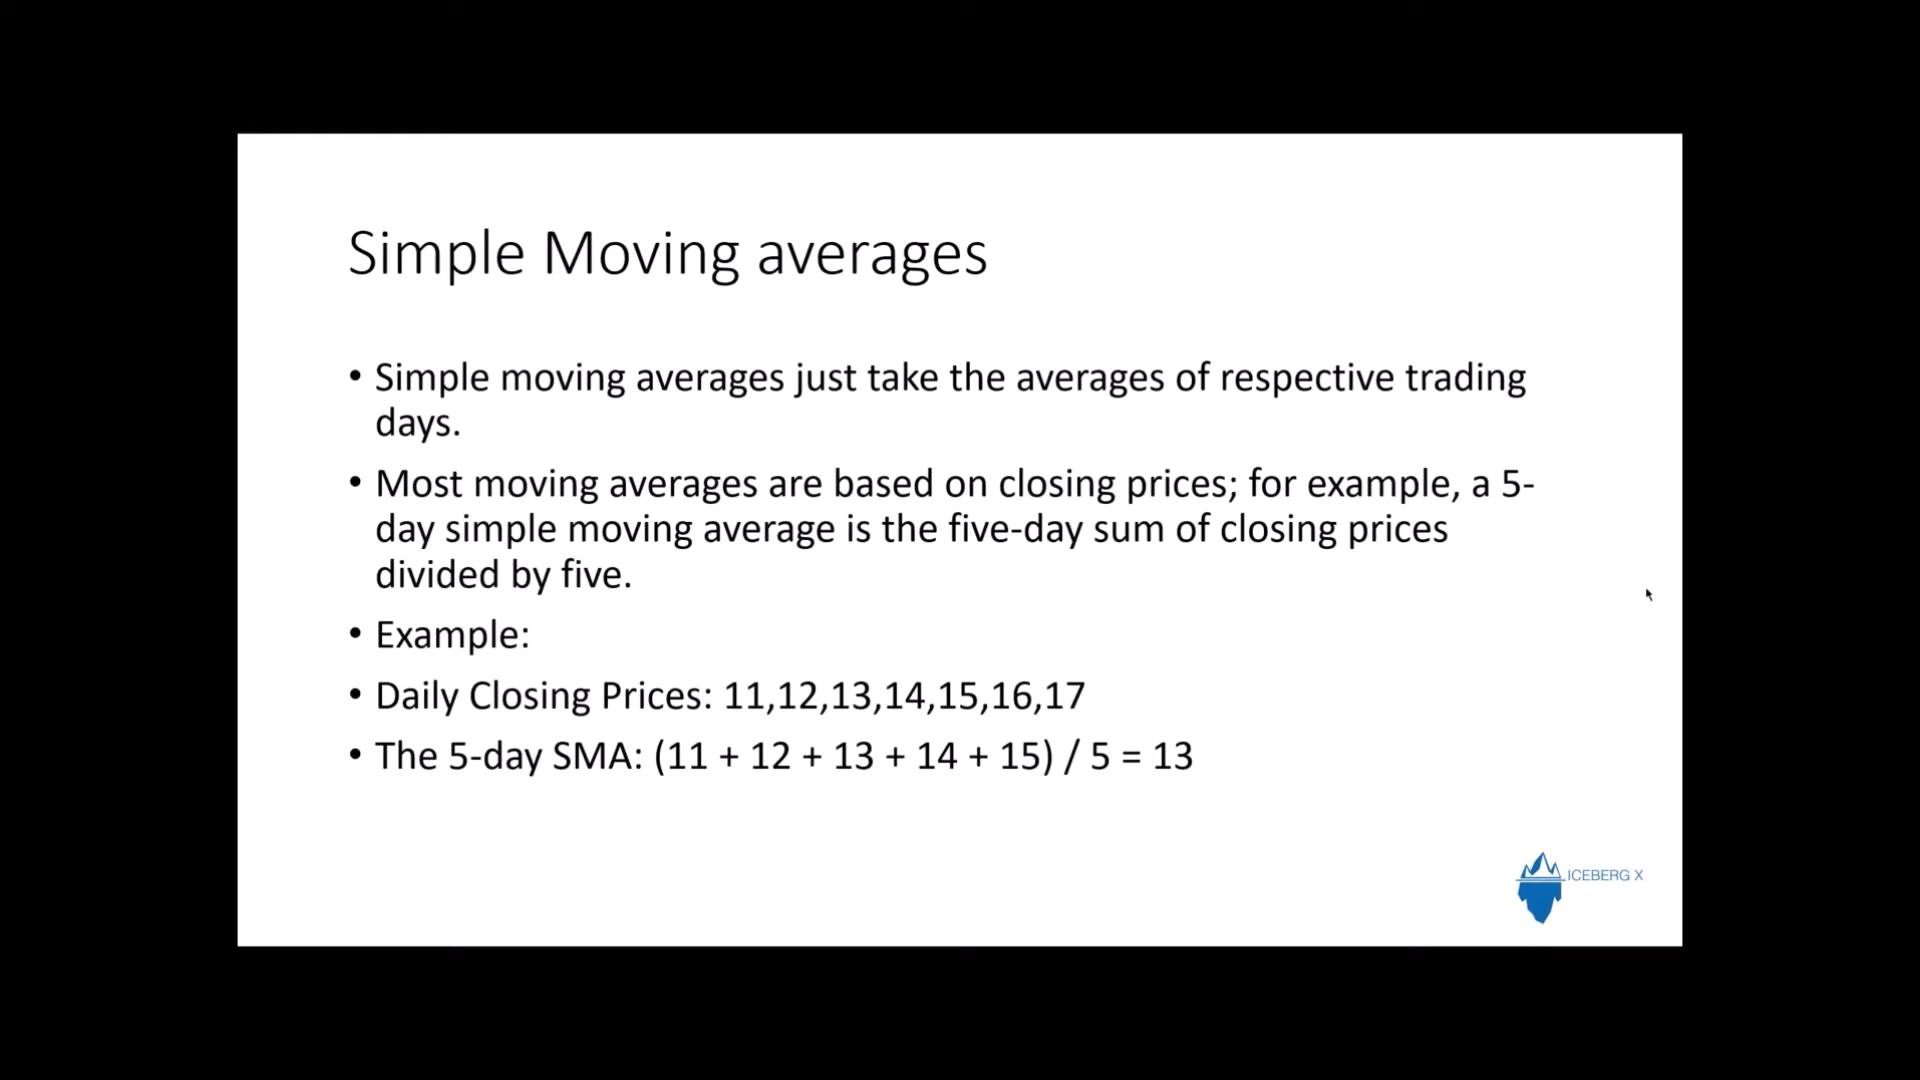 Simple Moving averages
• Simple moving averages just take the averages of respective trading
days.
• Most moving averages are based on closing prices; for example, a 5-
day simple moving average is the five-day sum of closing prices
divided by five.
• Example:
• Daily Closing Prices: 11,12,13,14,15,16,17
• The 5-day SMA: (11 + 12 + 13 + 14 + 15) / 5 = 13
ICEBERG X